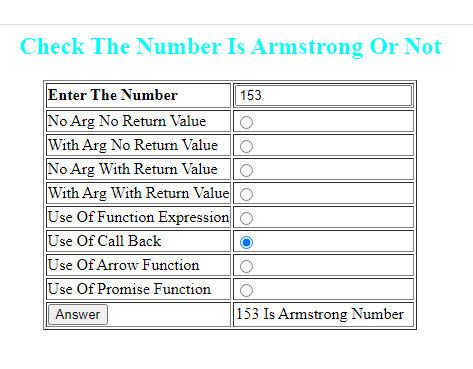 Check The Number Is Armstrong Or Not
Enter The Number 153
No Arg No Return Value
With Arg No Return Value
No Arg With Return Value
With Arg With Return Value
Use Of Function Expression
Use Of Call Back
Use Of Arrow Function
Use Of Promise Function
Answer 153 Is Armstrong Number